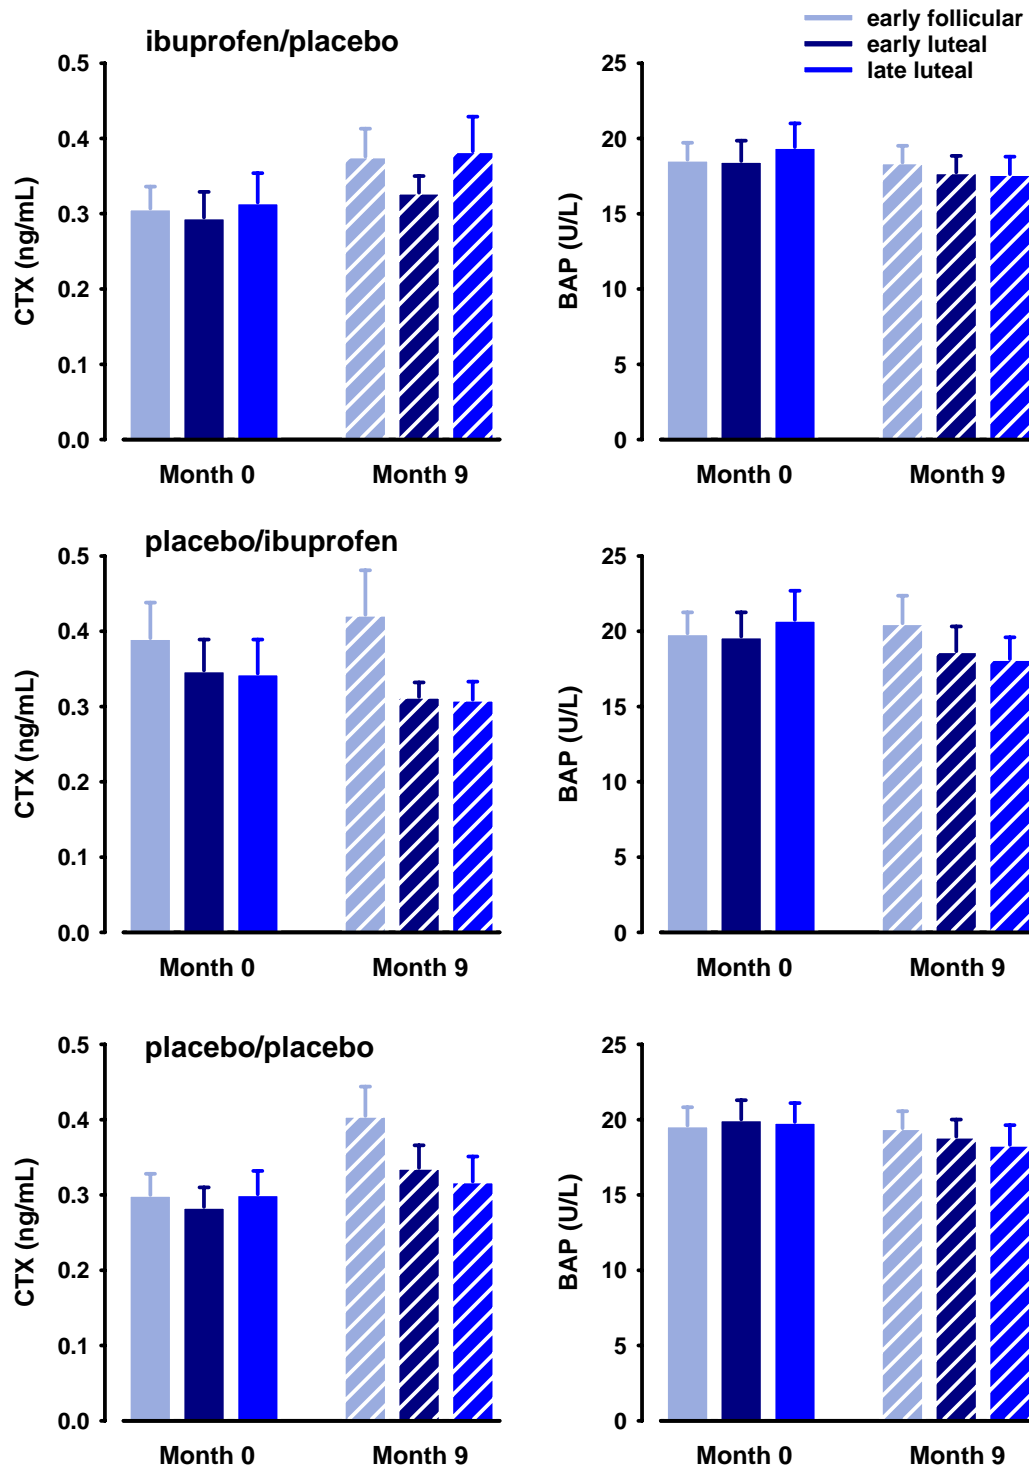 early follicular
early luteal
late luteal
ibuprofen/placebo
CTX (ng/mL)
0.5
0.4
0.3
0.2
0.1
0.0
Month 0
Month 9
BAP (U/L)
25
20
15
10
5
0
Month 0
Month 9
placebo/ibuprofen
CTX (ng/mL)
0.5
0.4
0.3
0.2
0.1
0.0
Month 0
Month 9
BAP (U/L)
25
20
15
10
5
0
Month 0
Month 9
placebo/placebo
CTX (ng/mL)
0.5
0.4
0.3
0.2
0.1
0.0
Month 0
Month 9
BAP (U/L)
25
20
15
10
5
0
Month 0
Month 9